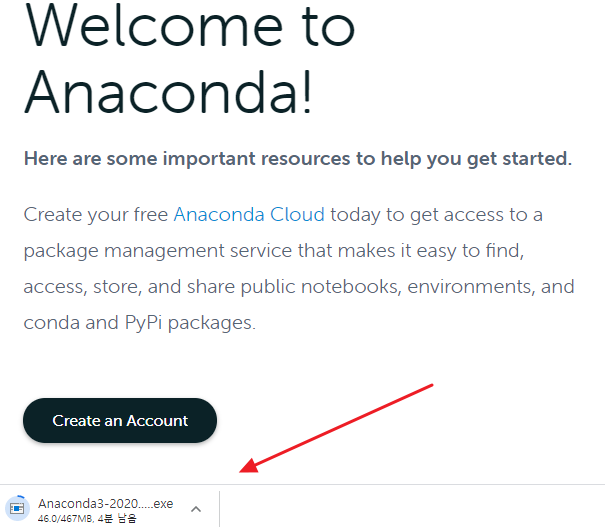 Welcome to
Anaconda!
Here are some important resources to help you get started.
Create your free Anaconda Cloud today to get access to a
package management service that makes it easy to find,
access, store, and share public notebooks, environments, and
conda and PyPi packages.
Create an Account
Anaconda3-2020.....exe
46.0/467MB, 4분 남음